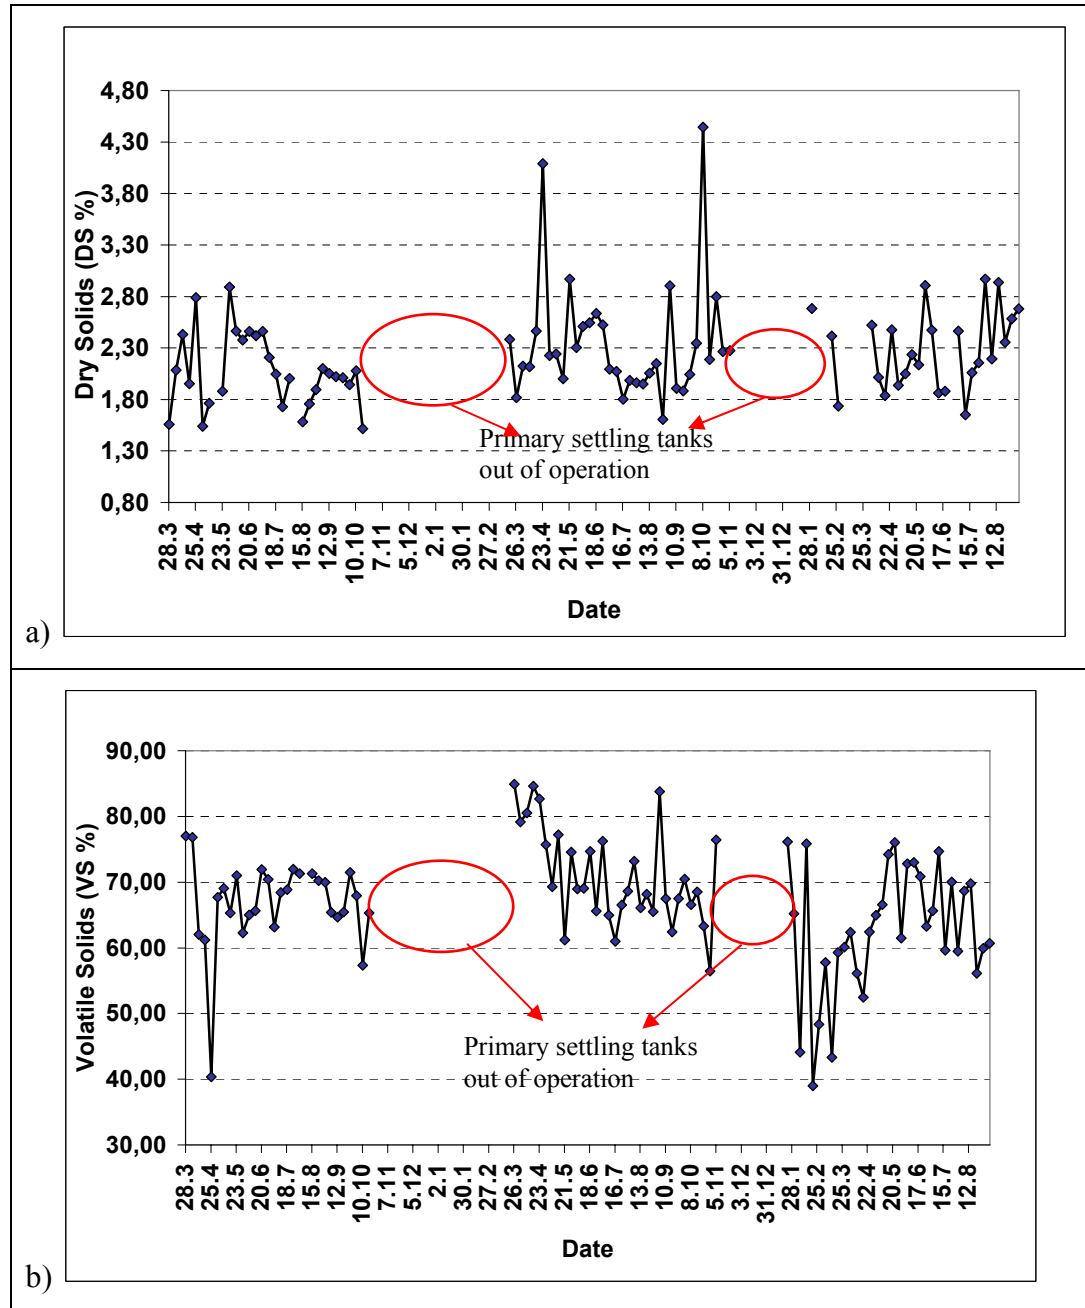 4,80
4,30
3,80
3,30
2,80
2,30
1,80
1,30
0,80
Dry Solids (DS %)
Primary settling tanks
out of operation
28.3 25.4 23.5 20.6 18.7 15.8 12.9 10.10 7.11 5.12 2.1 30.1 27.2 26.3 23.4 21.5 18.6 16.7 13.8 10.9 8.10 5.11 3.12 31.12 28.1 25.2 25.3 22.4 20.5 17.6 15.7 12.8
Date
a)
90,00
80,00
70,00
60,00
50,00
40,00
30,00
Volatile Solids (VS %)
Primary settling tanks
out of operation
28.3 25.4 23.5 20.6 18.7 15.8 12.9 10.10 7.11 5.12 2.1 30.1 27.2 26.3 23.4 21.5 18.6 16.7 13.8 10.9 8.10 5.11 3.12 31.12 28.1 25.2 25.3 22.4 20.5 17.6 15.7 12.8
Date
b)